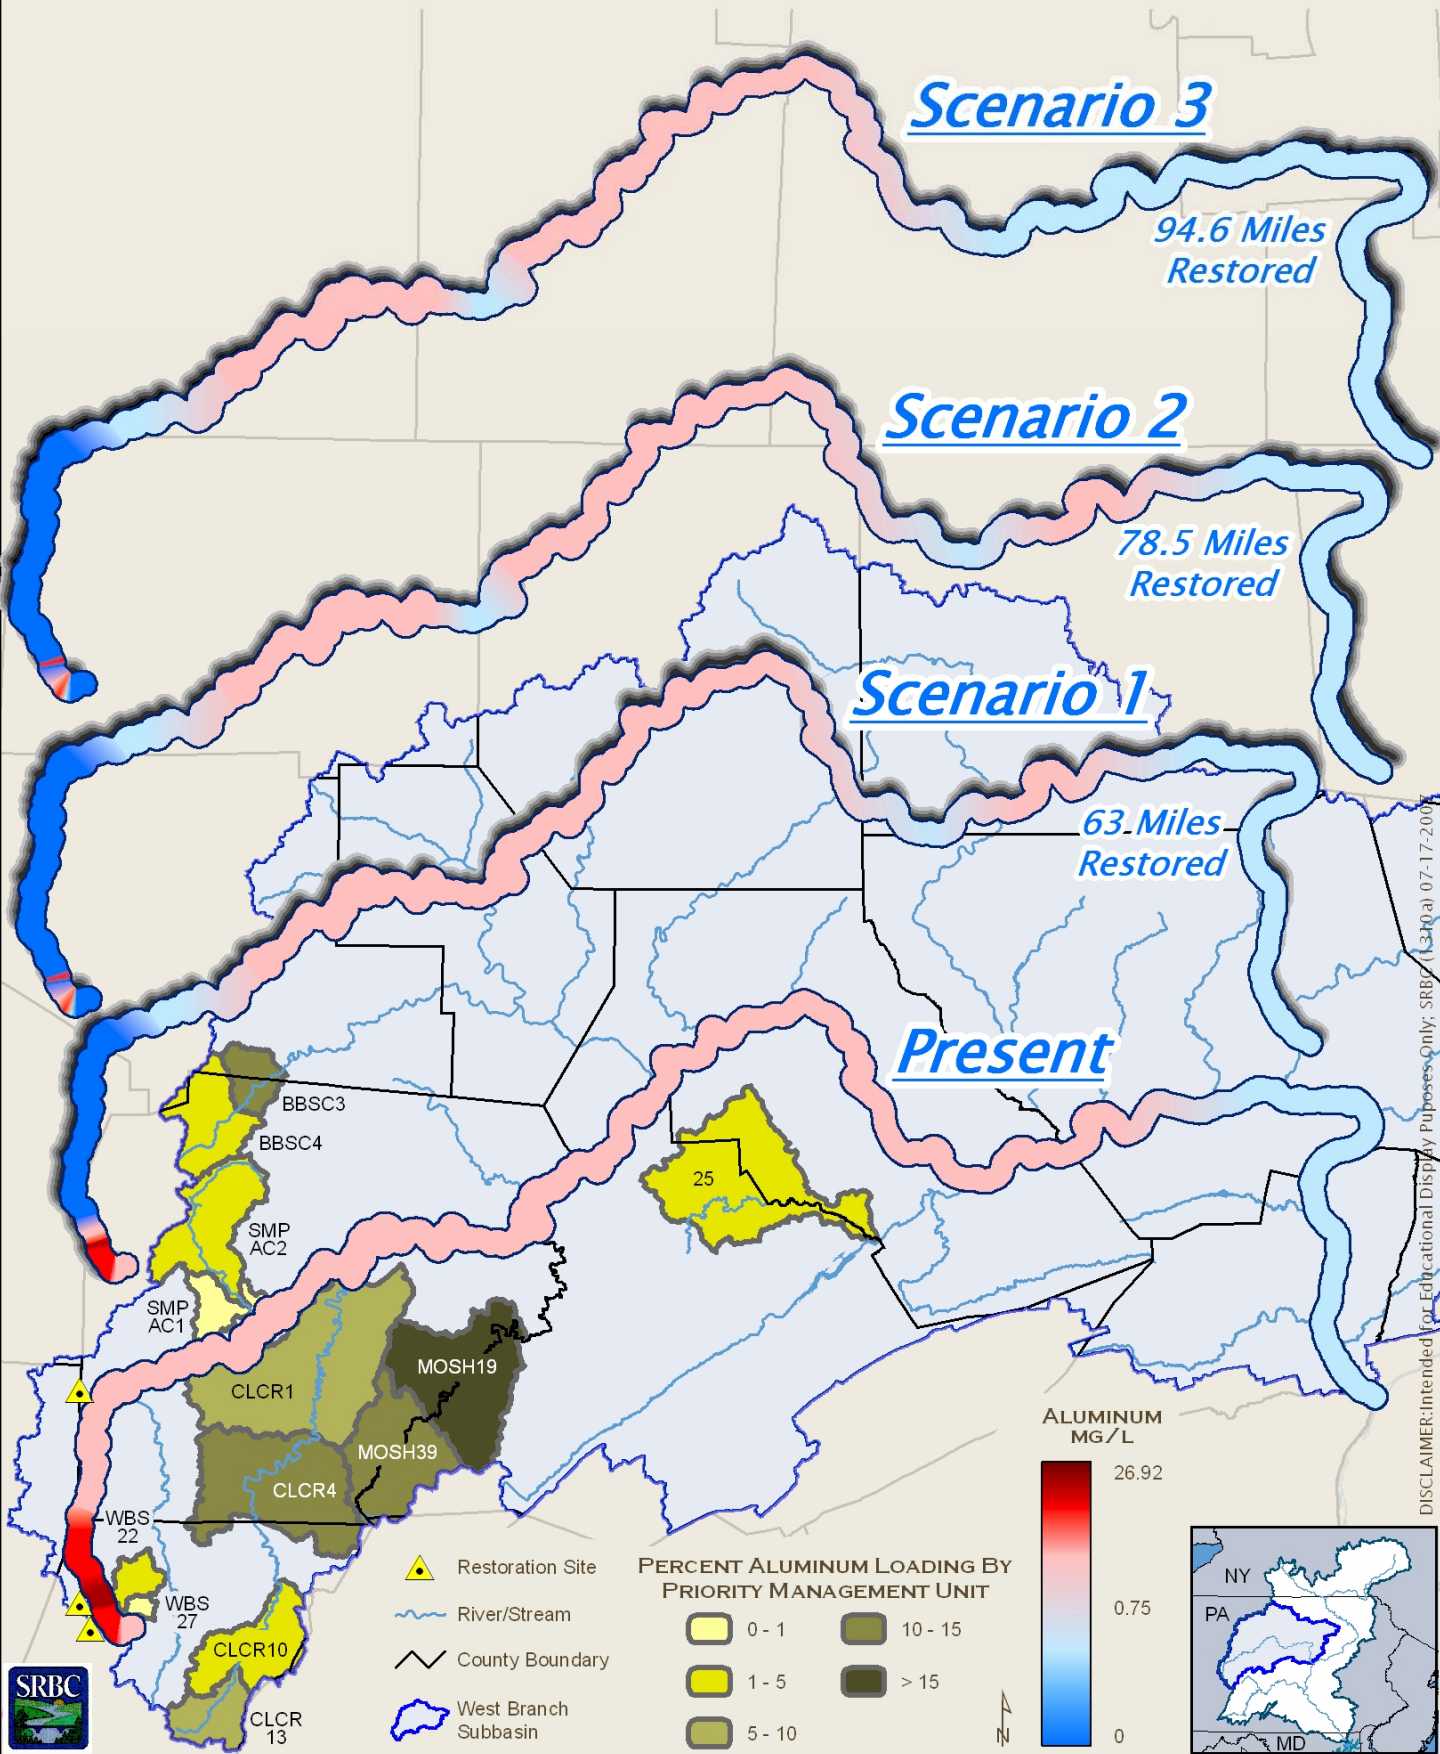 Scenario 3
94.6 Miles
Restored
Scenario 2
78.5 Miles
Restored
Scenario 1
63 Miles
Restored
Present
BBSC3
BBSC4
SMP
AC2
SMP
AC1
25
CLCR1
MOSH19
MOSH39
CLCR4
WBS
22
WBS
27
CLCR10
CLCR
13
SRBC
Restoration Site
River/Stream
County Boundary
West Branch
Subbasin
PERCENT ALUMINUM LOADING BY
PRIORITY MANAGEMENT UNIT
0 - 1
1 - 5
5 - 10
10 - 15
> 15
N
ALUMINUM
MG/L
26.92
0.75
0
NY
PA
MD
DISCLAIMER:Intended for Educational Display Puposes Only; SRBC (1310a) 07-17-2007